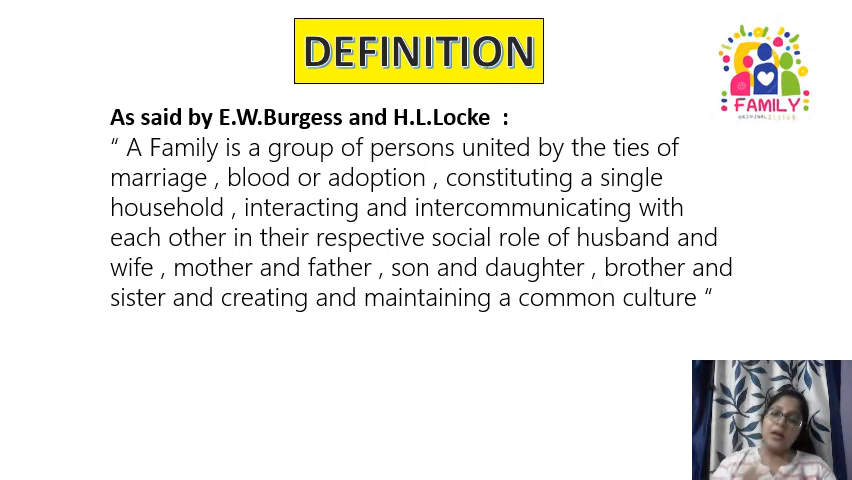 DEFINITION
FAMILY
ORIGINAL DESIGN
As said by E.W.Burgess and H.L.Locke :
“ A Family is a group of persons united by the ties of
marriage , blood or adoption , constituting a single
household , interacting and intercommunicating with
each other in their respective social role of husband and
wife , mother and father , son and daughter , brother and
sister and creating and maintaining a common culture “